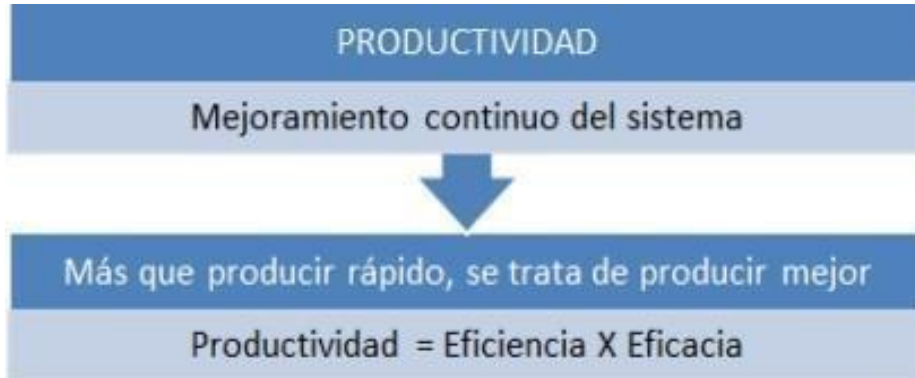 PRODUCTIVIDAD
Mejoramiento continuo del sistema
Más que producir rápido, se trata de producir mejor
Productividad = Eficiencia X Eficacia